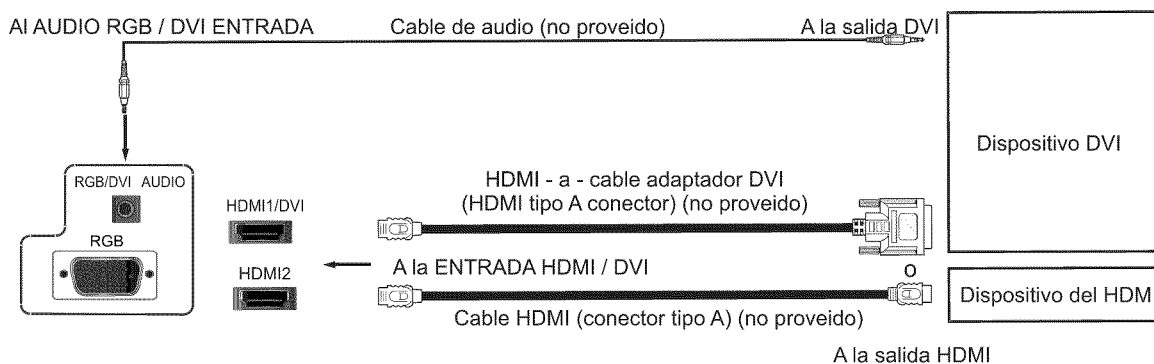 Al AUDIO RGB / DVI ENTRADA
Cable de audio (no proveido)
A la salida DVI
Dispositivo DVI
RGB/DVI AUDIO
HDMI1/DVI
HDMI - a - cable adaptador DVI
(HDMI tipo A conector) (no proveido)
RGB
HDMI2
A la ENTRADA HDMI / DVI
O
Cable HDMI (conector tipo A) (no proveido)
Dispositivo del HDM
A la salida HDMI